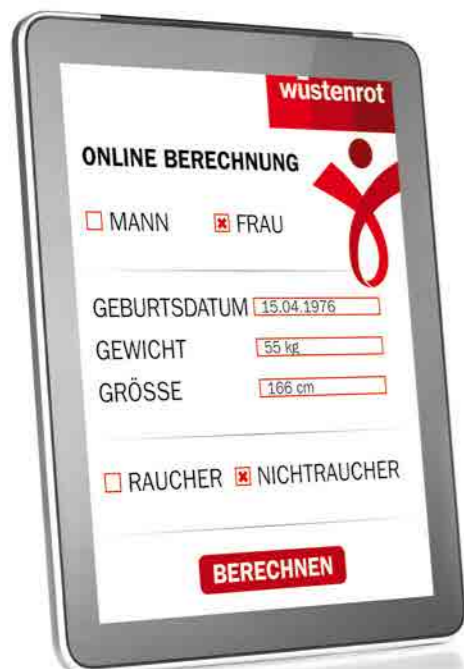 wüstenrot
ONLINE BERECHNUNG
MANN FRAU
GEBURTSDATUM 15.04.1976
GEWICHT 55 kg
GRÖSSE 166 cm
RAUCHER NICHTRAUCHER
BERECHNEN